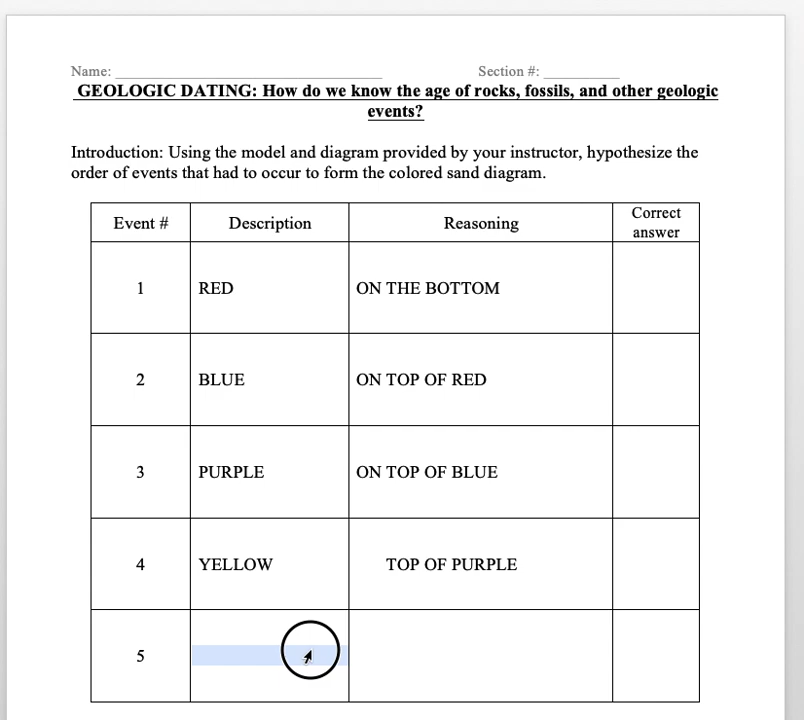 Name: ______________________________ Section #: __________
GEOLOGIC DATING: How do we know the age of rocks, fossils, and other geologic
events?
Introduction: Using the model and diagram provided by your instructor, hypothesize the
order of events that had to occur to form the colored sand diagram.
Event # Description Reasoning Correct answer
1 RED ON THE BOTTOM
2 BLUE ON TOP OF RED
3 PURPLE ON TOP OF BLUE
4 YELLOW TOP OF PURPLE
5